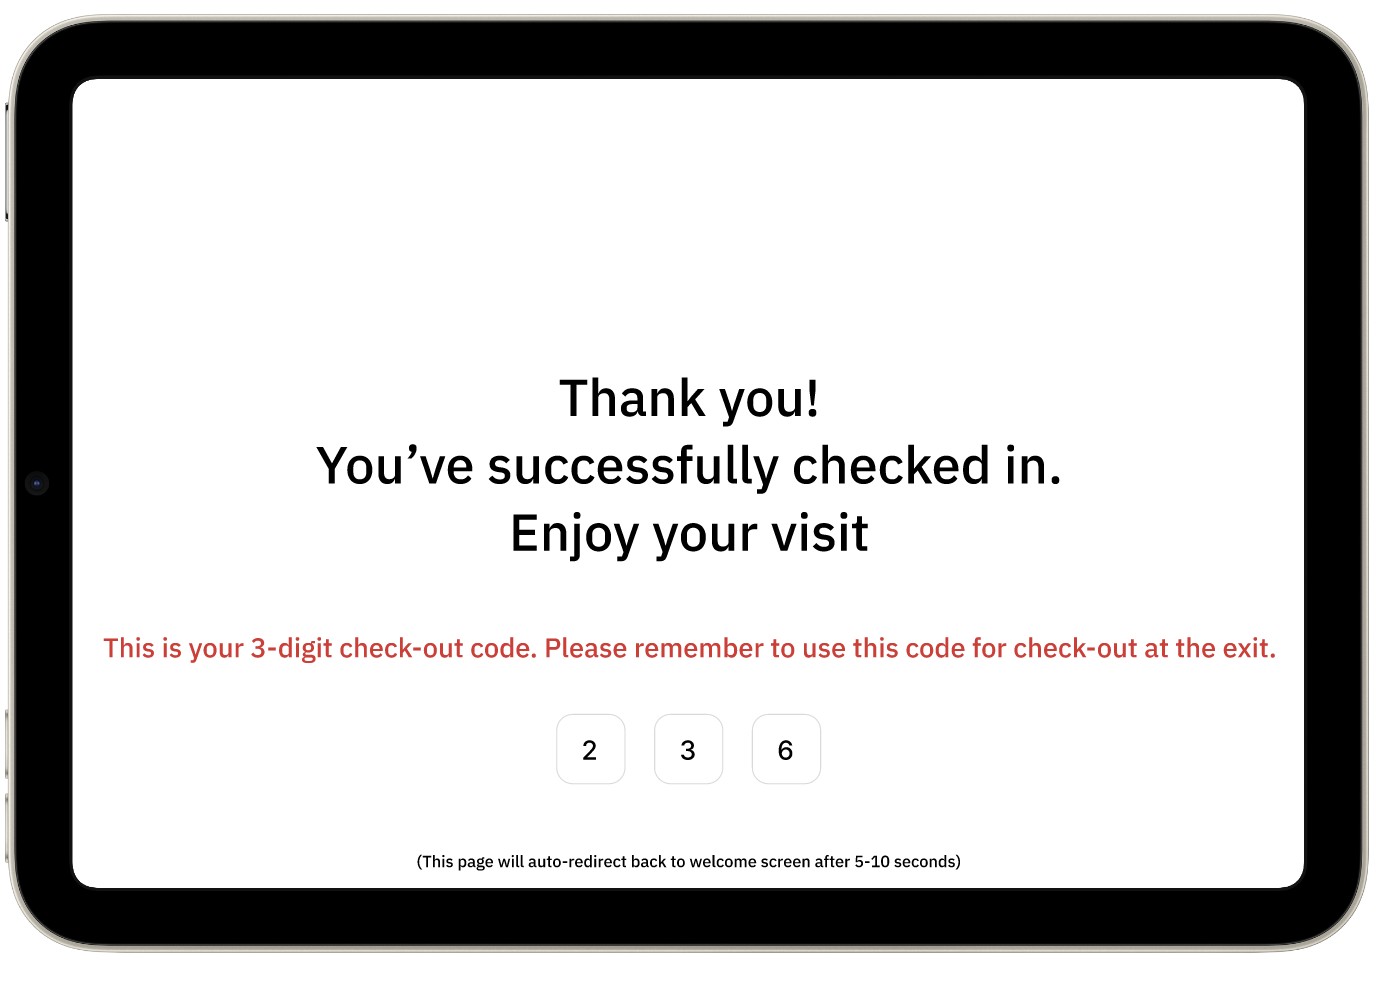 Thank you!
You’ve successfully checked in.
Enjoy your visit
This is your 3-digit check-out code. Please remember to use this code for check-out at the exit.
2 3 6
(This page will auto-redirect back to welcome screen after 5-10 seconds)